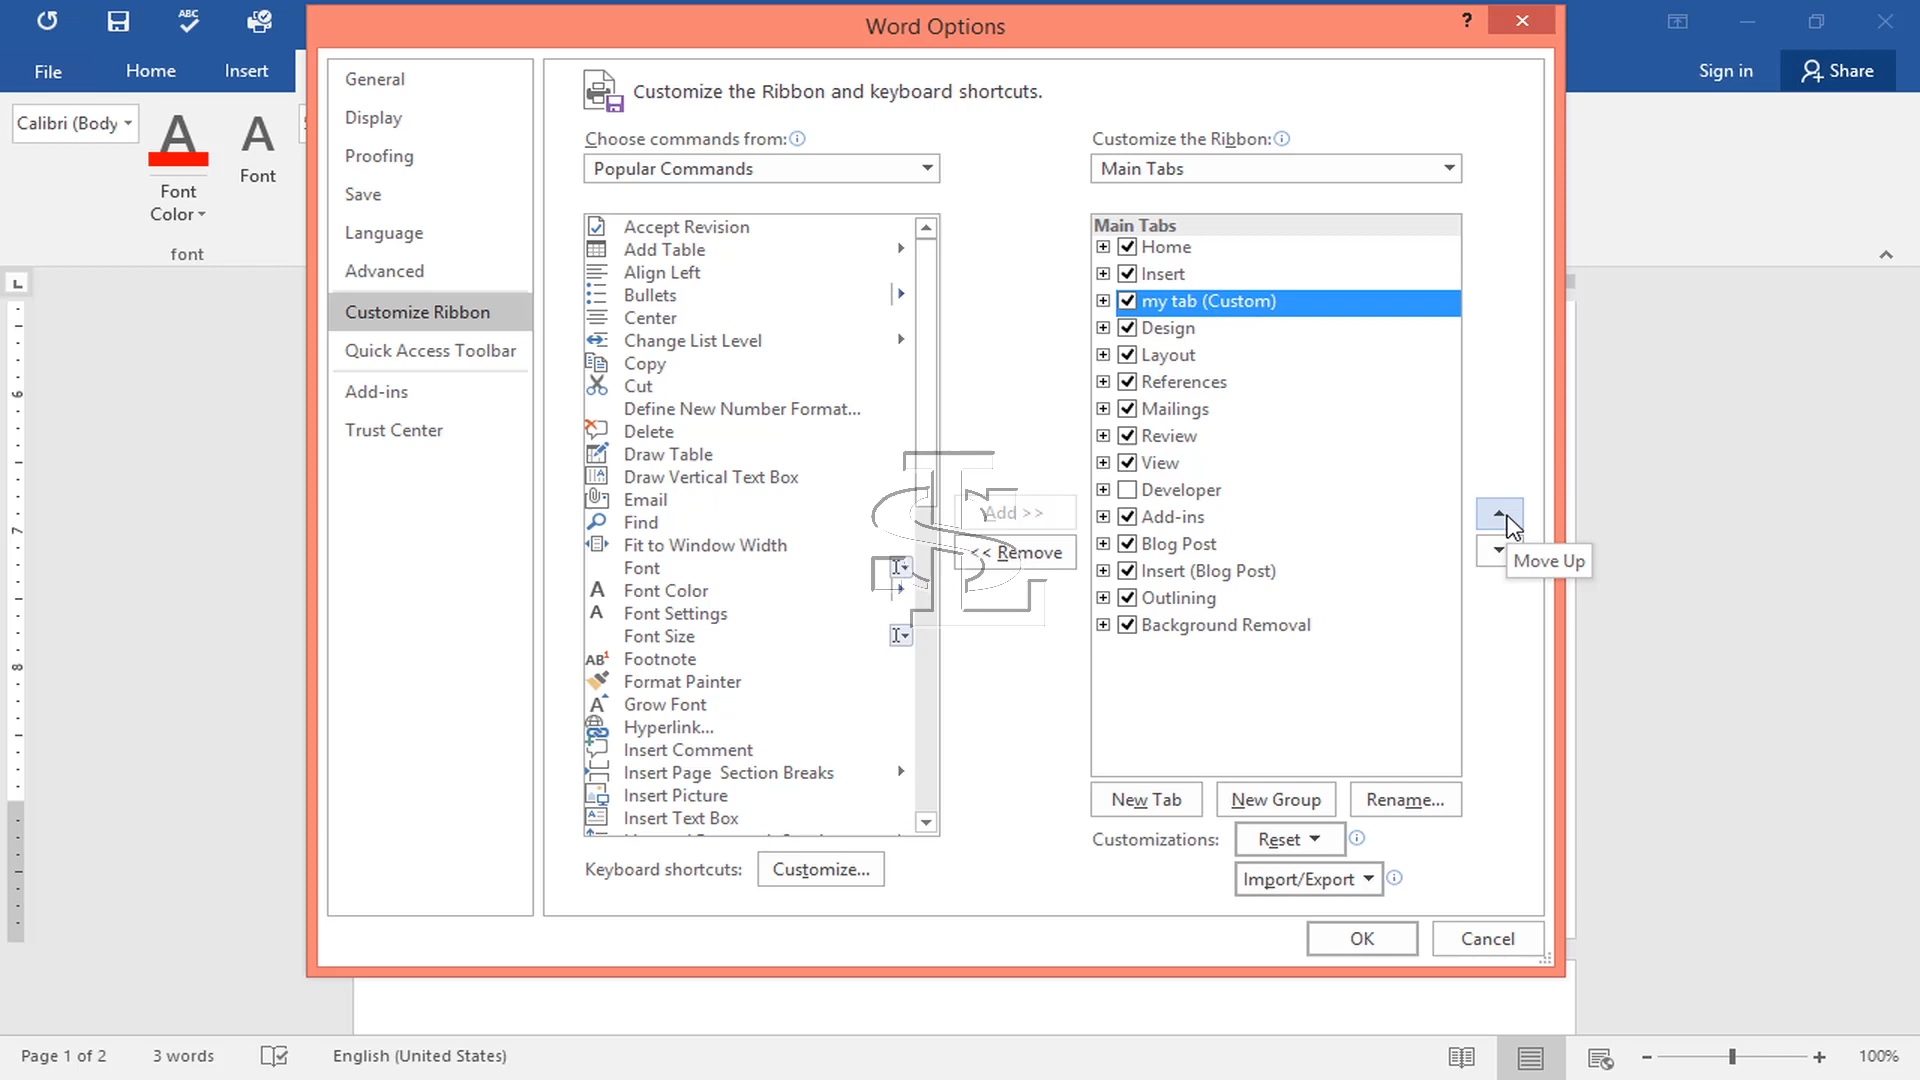 ABC
Word Options
?
File
Home
Insert
Sign in
Share
Calibri (Body
Font
Color
Font
font
General
Display
Proofing
Save
Language
Advanced
Customize Ribbon
Quick Access Toolbar
Add-ins
Trust Center
Customize the Ribbon and keyboard shortcuts.
Choose commands from:
Popular Commands
Accept Revision
Add Table
Align Left
Bullets
Center
Change List Level
Copy
Cut
Define New Number Format...
Delete
Draw Table
Draw Vertical Text Box
Email
Find
Fit to Window Width
Font
Font Color
Font Settings
Font Size
Footnote
Format Painter
Grow Font
Hyperlink...
Insert Comment
Insert Page Section Breaks
Insert Picture
Insert Text Box
Keyboard shortcuts:
Customize...
Add >>
<< Remove
Customize the Ribbon:
Main Tabs
Main Tabs
Home
Insert
my tab (Custom)
Design
Layout
References
Mailings
Review
View
Developer
Add-ins
Blog Post
Insert (Blog Post)
Outlining
Background Removal
Move Up
New Tab
New Group
Rename...
Customizations:
Reset
Import/Export
OK
Cancel
6
7
8
Page 1 of 2
3 words
English (United States)
100%